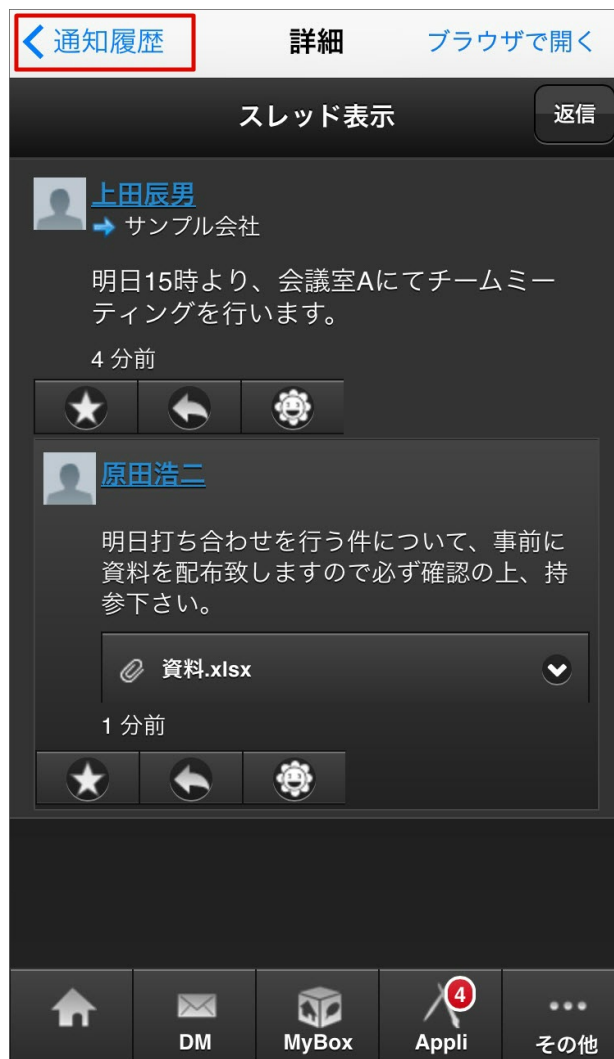 通知履歴
詳細
ブラウザで開く
スレッド表示
返信
上田辰男
サンプル会社
明日15時より、会議室Aにてチームミー
ティングを行います。
4 分前
原田浩二
明日打ち合わせを行う件について、事前に
資料を配布致しますので必ず確認の上、持
参下さい。
資料.xlsx
1 分前
4
DM
MyBox
Appli
その他